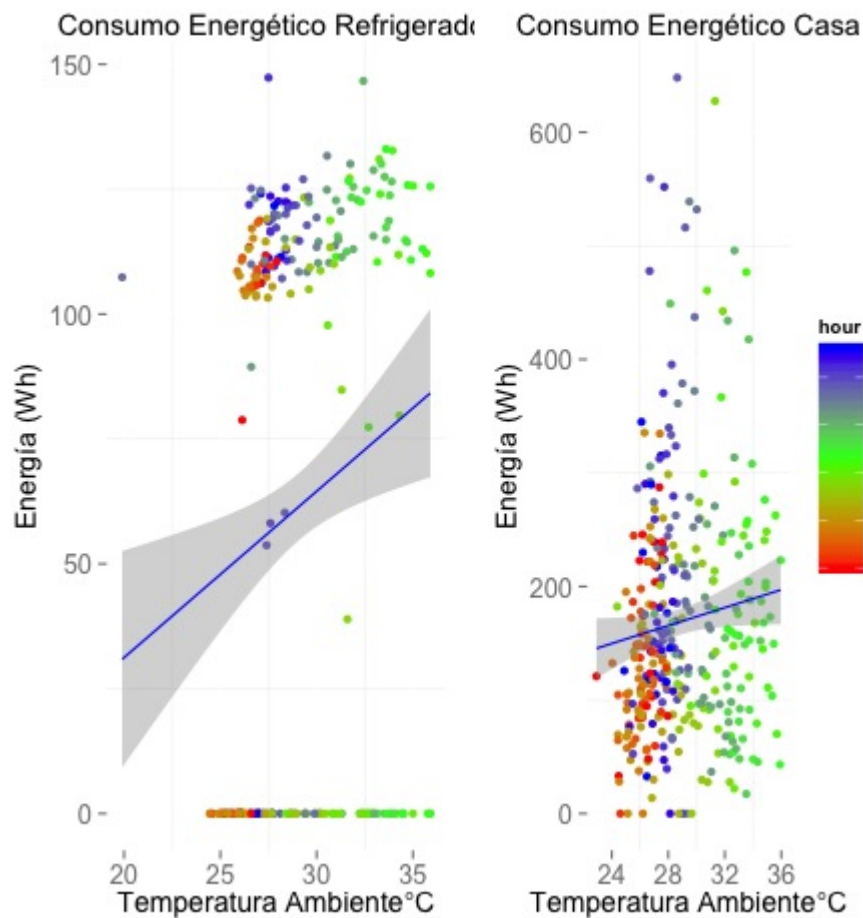 Consumo Energético Refrigerado
Consumo Energético Casa
150
100
50
0
Energía (Wh)
20
25
30
35
Temperatura Ambiente°C
600
400
200
0
Energía (Wh)
24
28
32
36
Temperatura Ambiente°C
hour